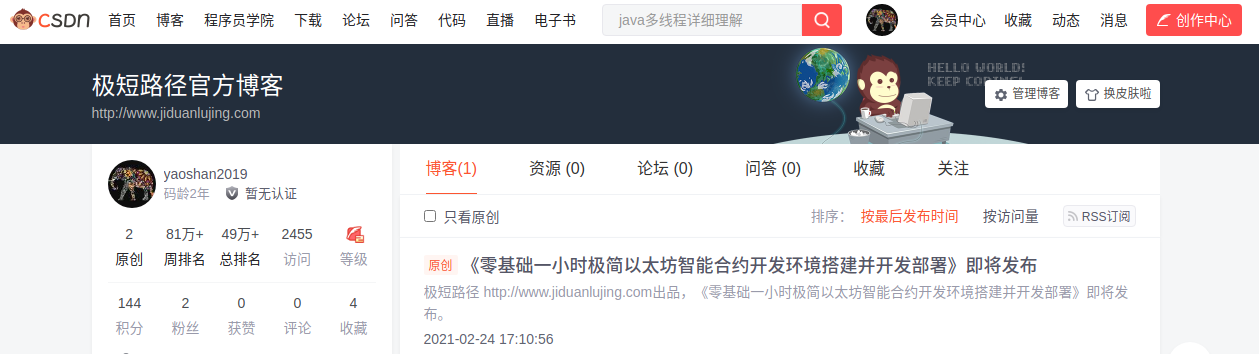 CSDN 首页 博客 程序员学院 下载 论坛 问答 代码 直播 电子书 java多线程详细理解 会员中心 收藏 动态 消息 创作中心
极短路径官方博客
http://www.jiduanlujing.com
HELLO WORLD!
KEEP CODING!
管理博客 换皮肤啦
yaoshan2019
码龄2年 暂无认证
2 81万+ 49万+ 2455
原创 周排名 总排名 访问 等级
144 2 0 0 4
积分 粉丝 获赞 评论 收藏
博客(1) 资源 (0) 论坛 (0) 问答 (0) 收藏 关注
只看原创 排序: 按最后发布时间 按访问量 RSS订阅
原创 《零基础一小时极简以太坊智能合约开发环境搭建并开发部署》即将发布
极短路径 http://www.jiduanlujing.com出品，《零基础一小时极简以太坊智能合约开发环境搭建并开发部署》即将发
布。
2021-02-24 17:10:56